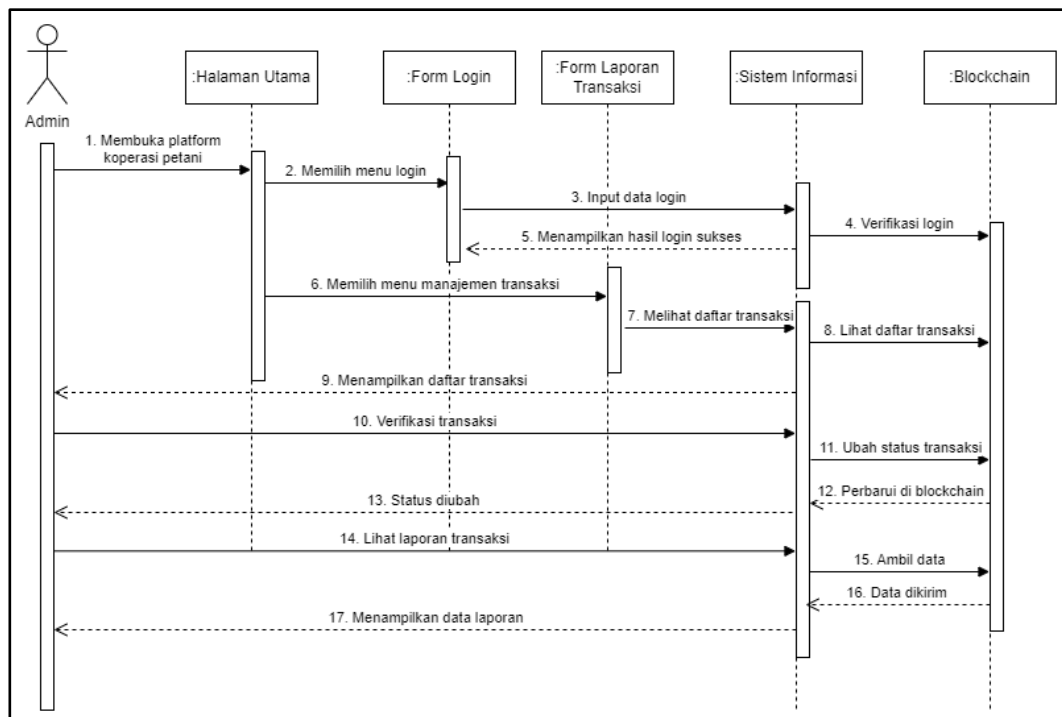 :Halaman Utama
:Form Login
:Form Laporan
Transaksi
:Sistem Informasi
:Blockchain
Admin
1. Membuka platform
koperasi petani
2. Memilih menu login
3. Input data login
4. Verifikasi login
5. Menampilkan hasil login sukses
6. Memilih menu manajemen transaksi
7. Melihat daftar transaksi
8. Lihat daftar transaksi
9. Menampilkan daftar transaksi
10. Verifikasi transaksi
11. Ubah status transaksi
12. Perbarui di blockchain
13. Status diubah
14. Lihat laporan transaksi
15. Ambil data
16. Data dikirim
17. Menampilkan data laporan